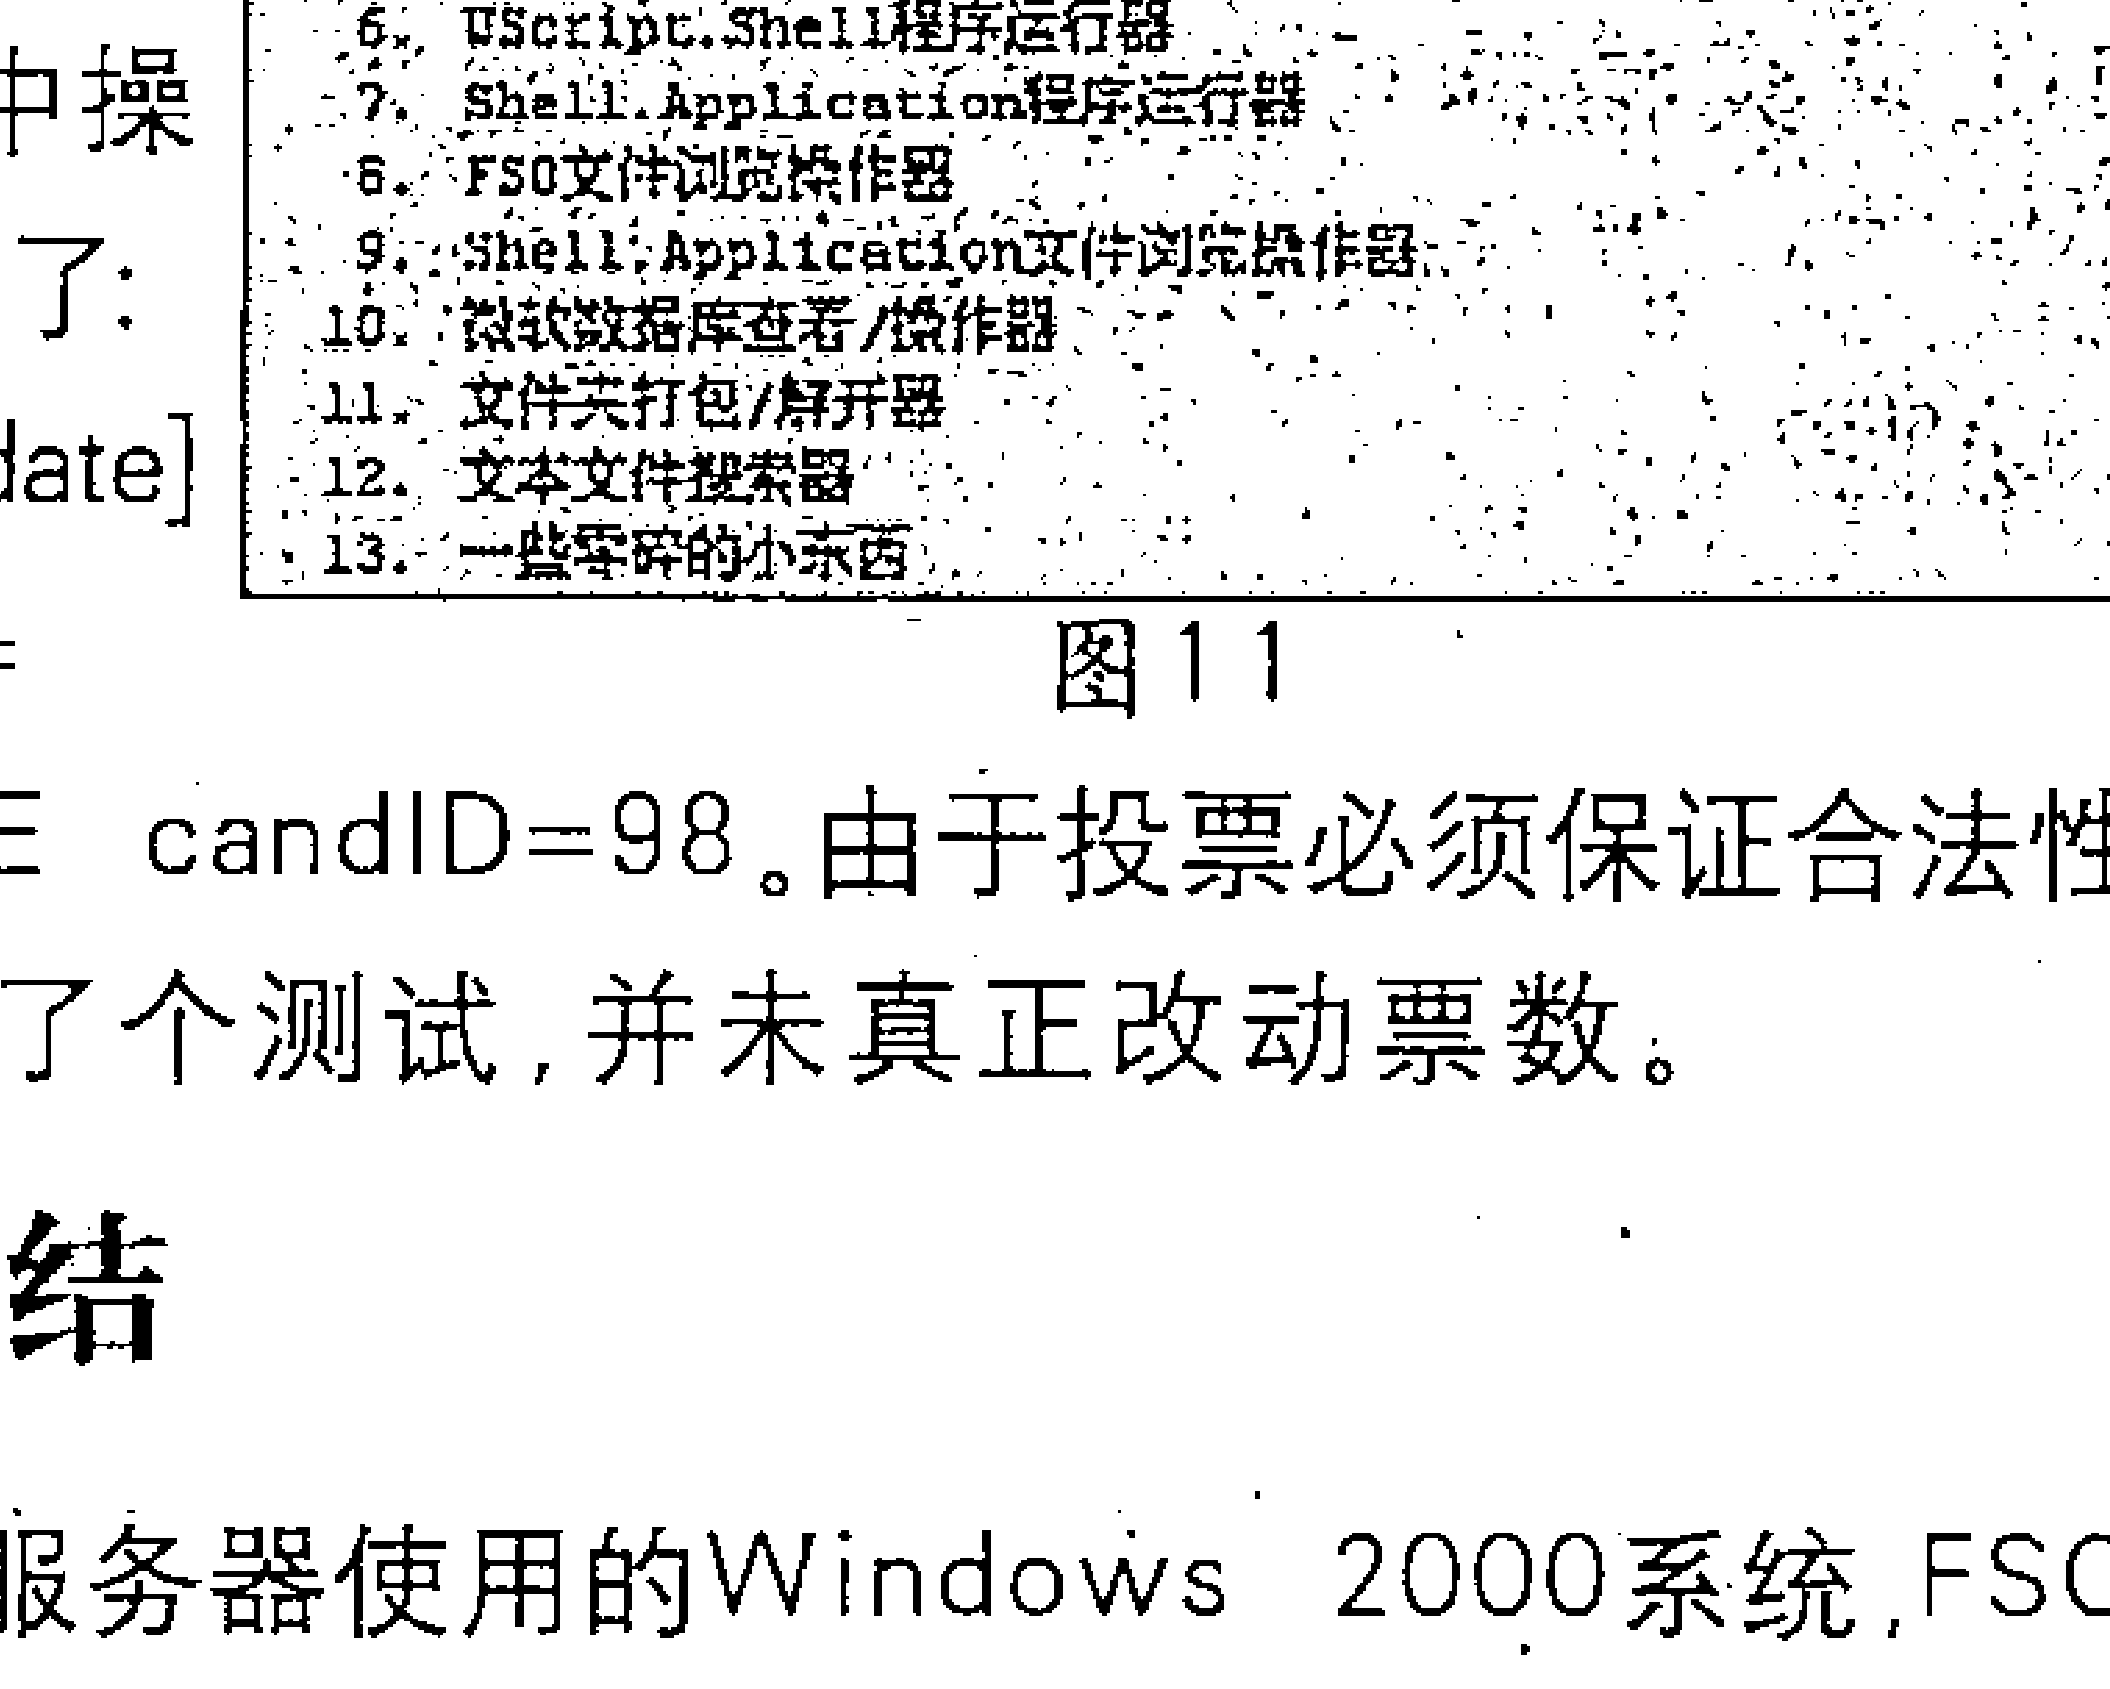 中操
了:
date]
6. WScript.Shell程序运行器
7. Shell.Application程序运行器
8. FSO文件浏览操作器
9. Shell.Application文件浏览操作器
10. 微软数据库查看/操作器
11. 文件夹打包/解开器
12. 文本文件搜索器
13. 一些零碎的小东西
图11
E candID=98。由于投票必须保证合法性
了个测试,并未真正改动票数。
结
服务器使用的Windows 2000系统,FSO